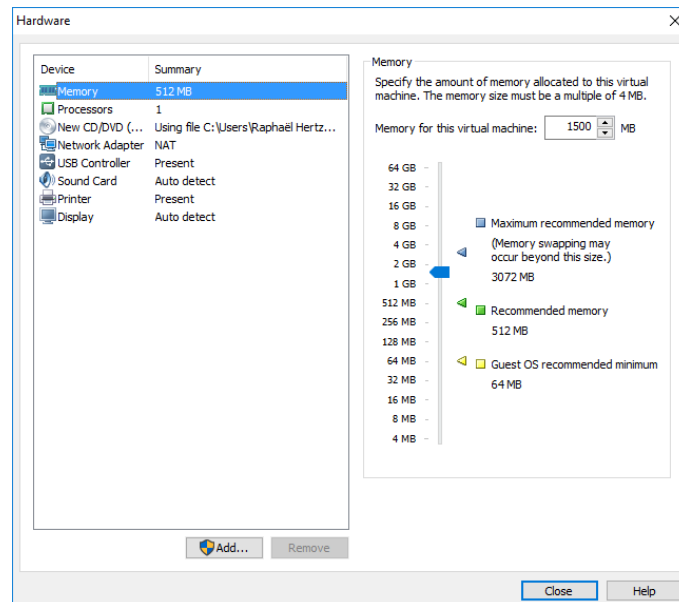 Hardware
Device Summary
Memory 512 MB
Processors 1
New CD/DVD (... Using file C:\Users\Raphaël Hertz...
Network Adapter NAT
USB Controller Present
Sound Card Auto detect
Printer Present
Display Auto detect
Add... Remove
Memory
Specify the amount of memory allocated to this virtual
machine. The memory size must be a multiple of 4 MB.
Memory for this virtual machine: 1500 MB
64 GB
32 GB
16 GB
8 GB
4 GB
2 GB
1 GB
512 MB
256 MB
128 MB
64 MB
32 MB
16 MB
8 MB
4 MB
Maximum recommended memory
(Memory swapping may
occur beyond this size.)
3072 MB
Recommended memory
512 MB
Guest OS recommended minimum
64 MB
Close Help